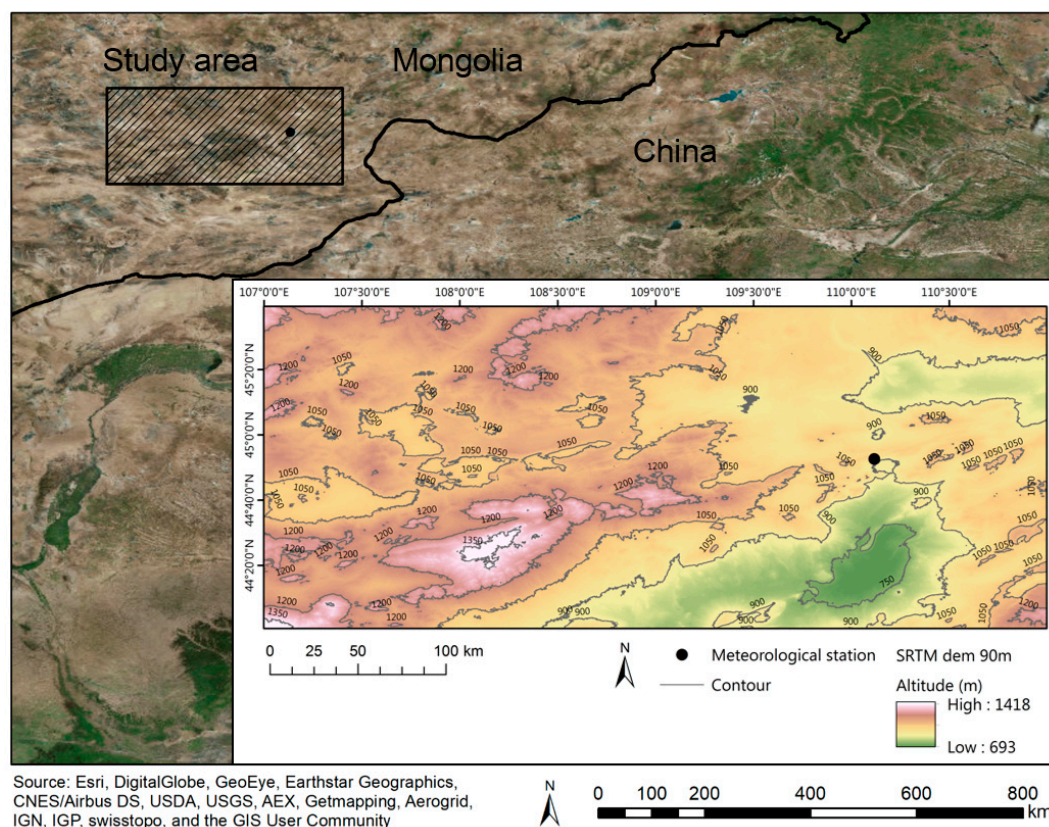 Study area
Mongolia
China
107°0'0"E 107°30'0"E 108°0'0"E 108°30'0"E 109°0'0"E 109°30'0"E 110°0'0"E 110°30'0"E
45°20'0"N
45°0'0"N
44°40'0"N
44°20'0"N
1200
1050
900
1350
750
0 25 50 100 km
N
Meteorological station
Contour
SRTM dem 90m
Altitude (m)
High : 1418
Low : 693
Source: Esri, DigitalGlobe, GeoEye, Earthstar Geographics,
CNES/Airbus DS, USDA, USGS, AEX, Getmapping, Aerogrid,
IGN, IGP, swisstopo, and the GIS User Community
N
0 100 200 400 600 800
km